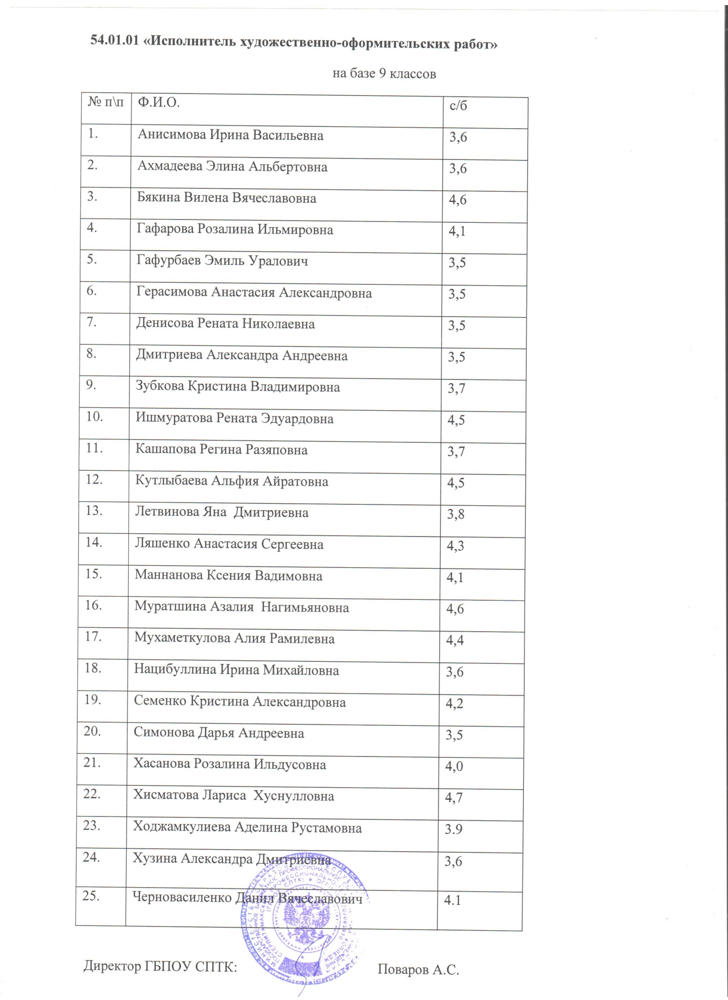 54.01.01 «Исполнитель художественно-оформительских работ»
на базе 9 классов
№ п\п Ф.И.О. с/б
1. Анисимова Ирина Васильевна 3,6
2. Ахмадеева Элина Альбертовна 3,6
3. Бякина Вилена Вячеславовна 4,6
4. Гафарова Розалина Ильмировна 4,1
5. Гафурбаев Эмиль Уралович 3,5
6. Герасимова Анастасия Александровна 3,5
7. Денисова Рената Николаевна 3,5
8. Дмитриева Александра Андреевна 3,5
9. Зубкова Кристина Владимировна 3,7
10. Ишмуратова Рената Эдуардовна 4,5
11. Кашапова Регина Разяповна 3,7
12. Кутлыбаева Альфия Айратовна 4,5
13. Летвинова Яна  Дмитриевна 3,8
14. Ляшенко Анастасия Сергеевна 4,3
15. Маннанова Ксения Вадимовна 4,1
16. Муратшина Азалия  Нагимьяновна 4,6
17. Мухаметкулова Алия Рамилевна 4,4
18. Нацибуллина Ирина Михайловна 3,6
19. Семенко Кристина Александровна 4,2
20. Симонова Дарья Андреевна 3,5
21. Хасанова Розалина Ильдусовна 4,0
22. Хисматова Лариса  Хуснулловна 4,7
23. Ходжамкулиева Аделина Рустамовна 3.9
24. Хузина Александра Дмитриевна 3,6
25. Черновасиленко Данил Вячеславович 4.1
Директор ГБПОУ СПТК: Поваров А.С.